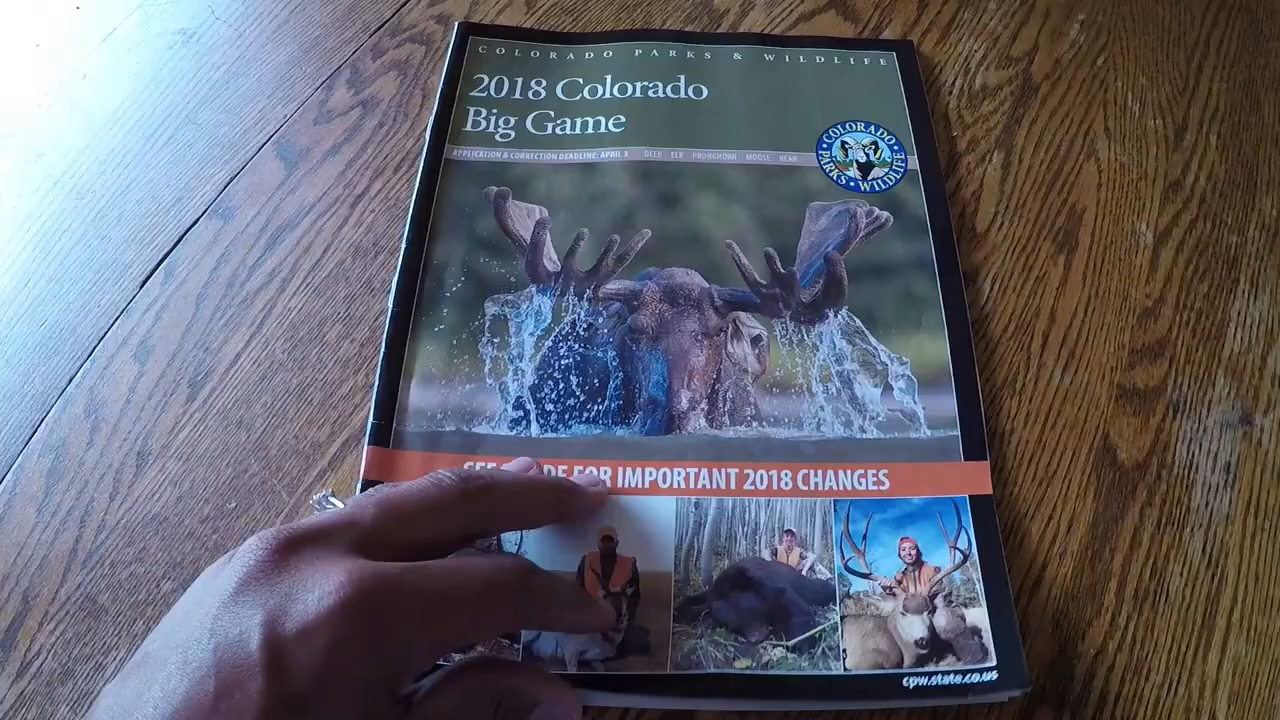 COLORADO PARKS & WILDLIFE
2018 Colorado
Big Game
APPLICATION & CORRECTION DEADLINE: APRIL 3 DEER ELK PRONGHORN MOOSE BEAR
COLORADO
PARKS • WILDLIFE
SEE FOR IMPORTANT 2018 CHANGES
cpw.state.co.us